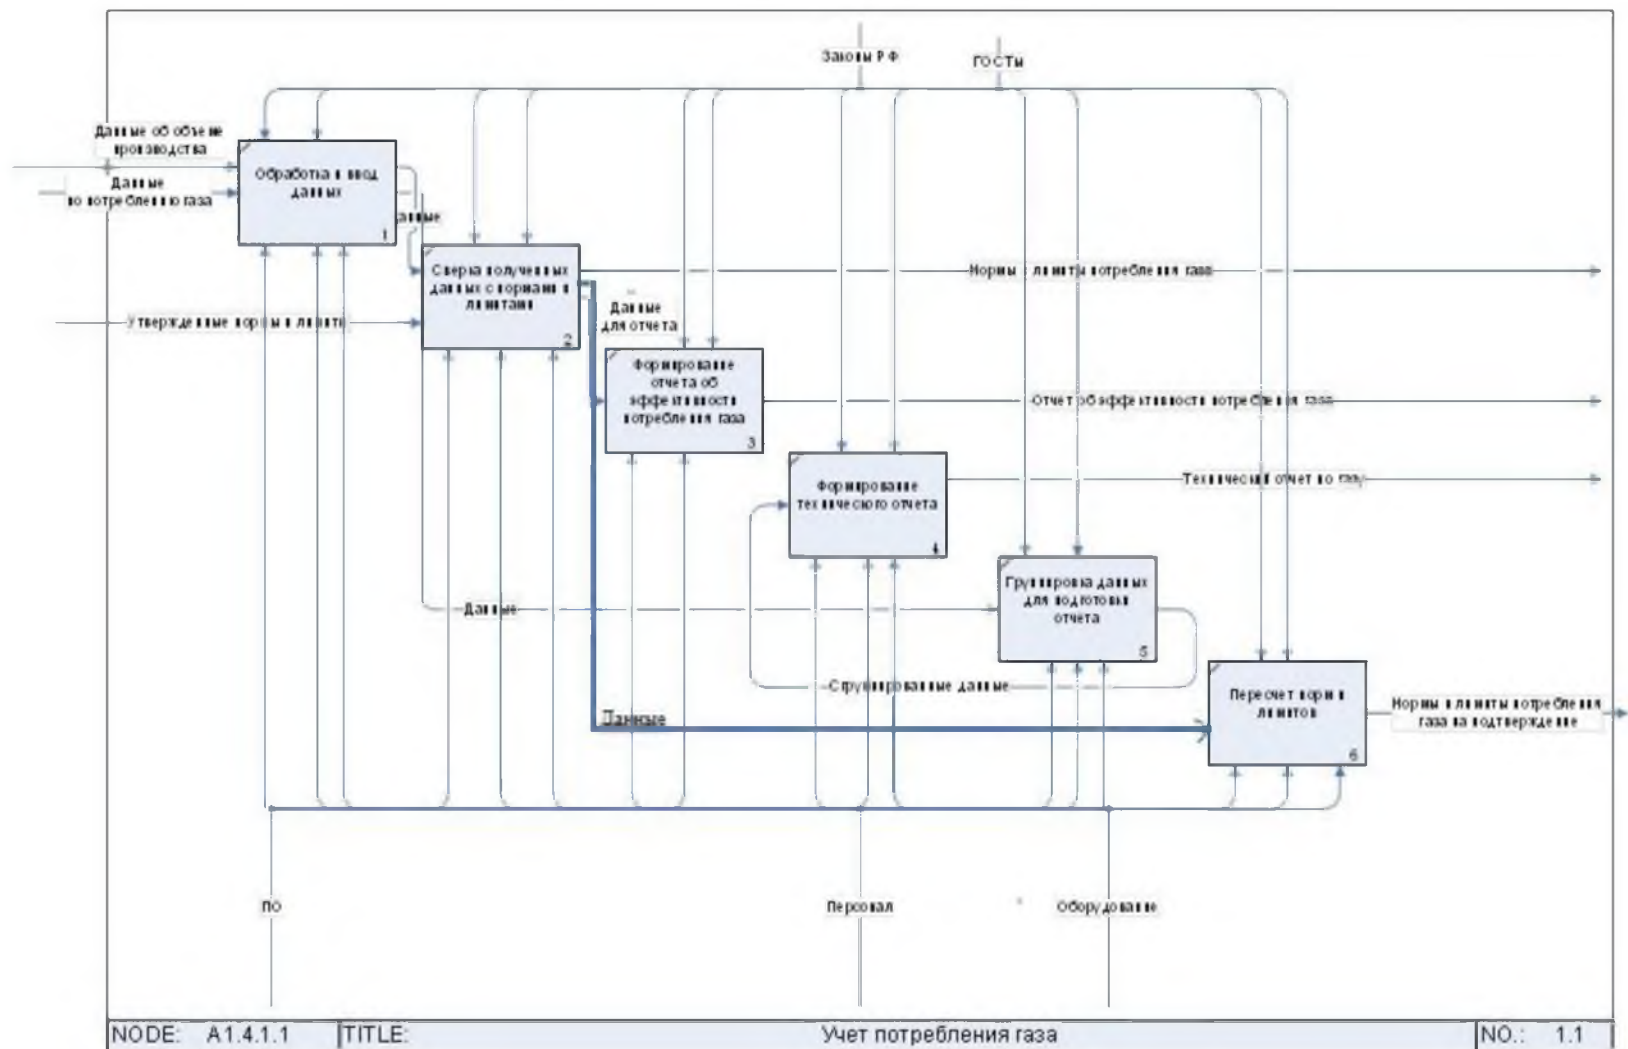 Законы РФ
ГОСТы
Данные об объеме
производства
Данные
по потреблению газа
Обработка и ввод
данных
1
анные
Сверка полученных
данных с нормами и
лимитами
2
Нормы и лимиты потребления газа
Утвержденные нормы и лимиты
Данные
для отчета
Формирование
отчета об
эффективности
потребления газа
3
Отчет об эффективности потребления газа
Формирование
технического отчета
4
Технический отчет по газу
Группировка данных
для подготовки
отчета
5
Данные
Сгруппированные данные
Данные
Пересчет норм и
лимитов
6
Нормы и лимиты потребления
газа на подтверждение
ПО
Персонал
Оборудование
NODE: A1.4.1.1
TITLE:
Учет потребления газа
NO.: 1.1